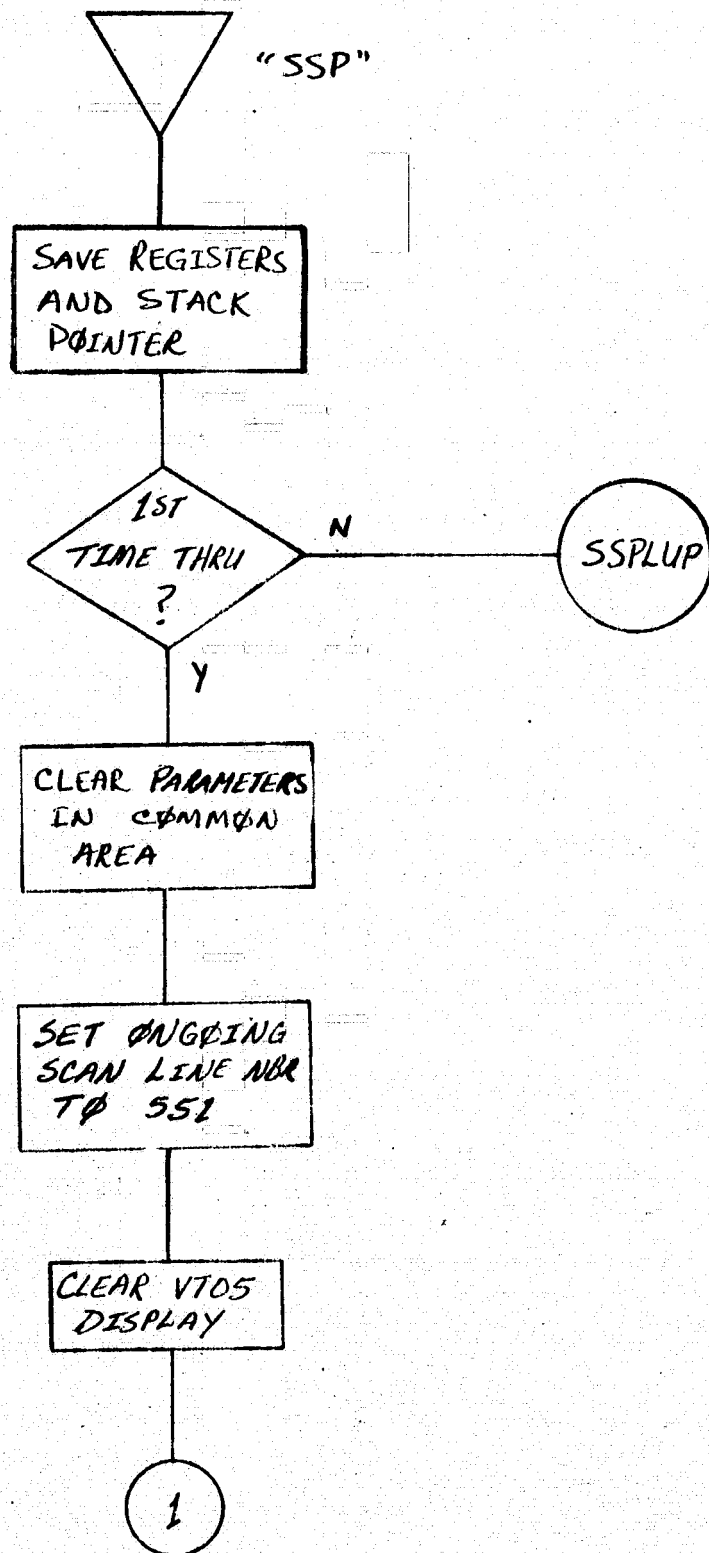 "SSP"
SAVE REGISTERS
AND STACK
PØINTER
1ST
TIME THRU
?
N
SSPLUP
Y
CLEAR PARAMETERS
IN CØMMØN
AREA
SET ØNGØING
SCAN LINE NBR
TØ 551
CLEAR VT05
DISPLAY
1